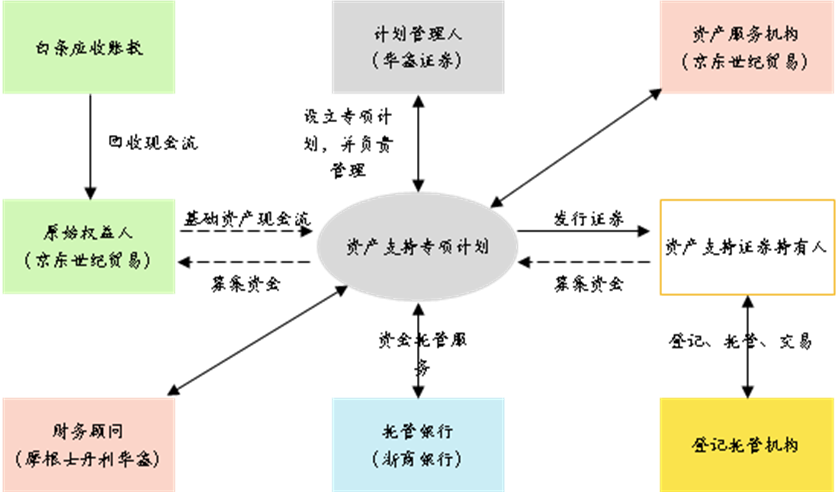 白条应收账款
计划管理人
（华鑫证券）
资产服务机构
（京东世纪贸易）
回收现金流
设立专项计
划，并负责
管理
原始权益人
（京东世纪贸易）
基础资产现金流
募集资金
资产支持专项计划
发行证券
募集资金
资产支持证券持有人
资金托管服
务
登记、托管、交易
财务顾问
（摩根士丹利华鑫）
托管银行
（浙商银行）
登记托管机构